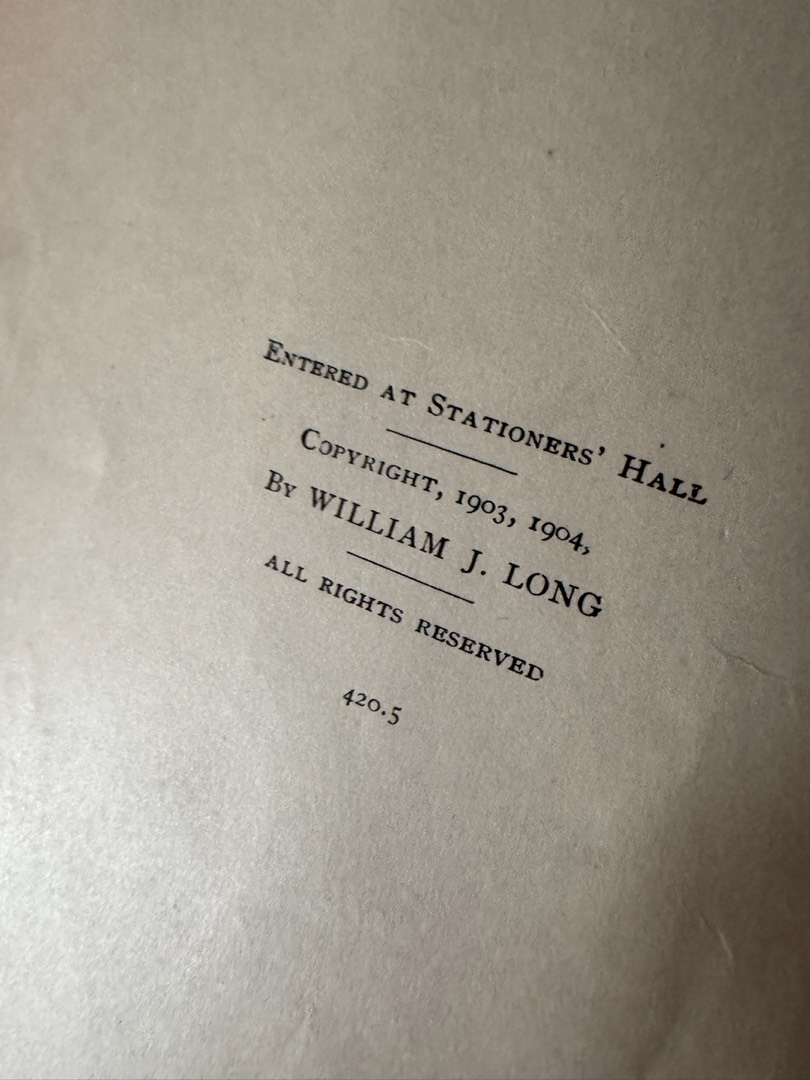 Entered at Stationers' Hall
Copyright, 1903, 1904,
By WILLIAM J. LONG
ALL RIGHTS RESERVED
420.5